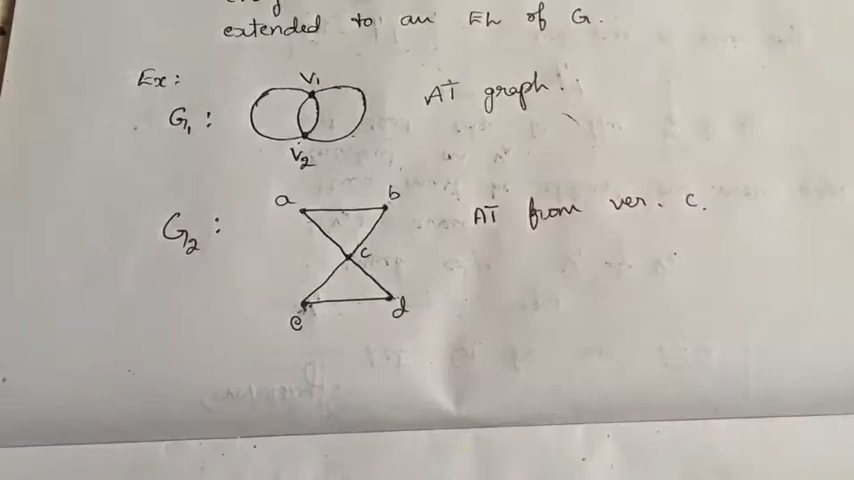 extended to an EL of G.
Ex:
G1 :
V1
V2
AT graph.
G2 :
a
b
c
e
d
AT from ver. c.